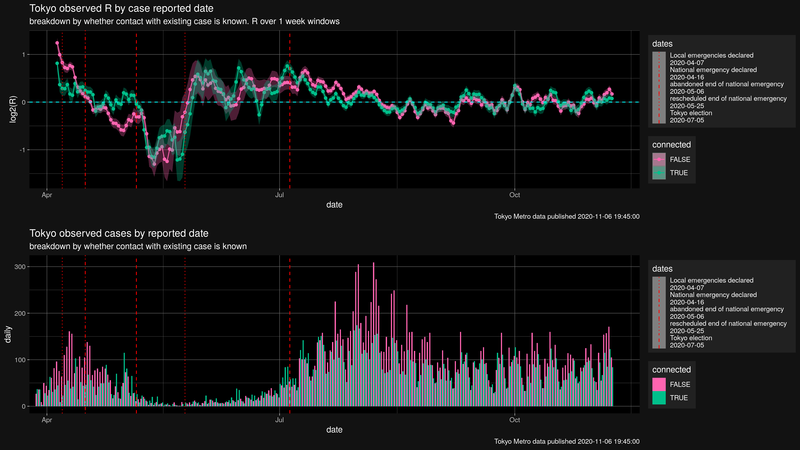 Tokyo observed R by case reported date
breakdown by whether contact with existing case is known. R over 1 week windows
log2(R)
1
0
-1
Apr
Jul
Oct
date
Tokyo Metro data published 2020-11-06 19:45:00
dates
Local emergencies declared
2020-04-07
National emergency declared
2020-04-16
abandoned end of national emergency
2020-05-06
rescheduled end of national emergency
2020-05-25
Tokyo election
2020-07-05
connected
FALSE
TRUE
Tokyo observed cases by reported date
breakdown by whether contact with existing case is known
daily
300
200
100
0
Apr
Jul
Oct
date
Tokyo Metro data published 2020-11-06 19:45:00
dates
Local emergencies declared
2020-04-07
National emergency declared
2020-04-16
abandoned end of national emergency
2020-05-06
rescheduled end of national emergency
2020-05-25
Tokyo election
2020-07-05
connected
FALSE
TRUE